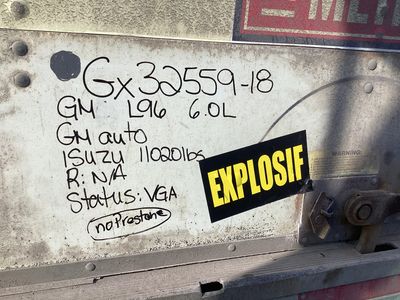 Gx32559-18
GM L96 6.0L
GM auto
ISUZU 11020lbs
R: N/A
Status: VGA
no Prestone
EXPLOSIF
WARNING: